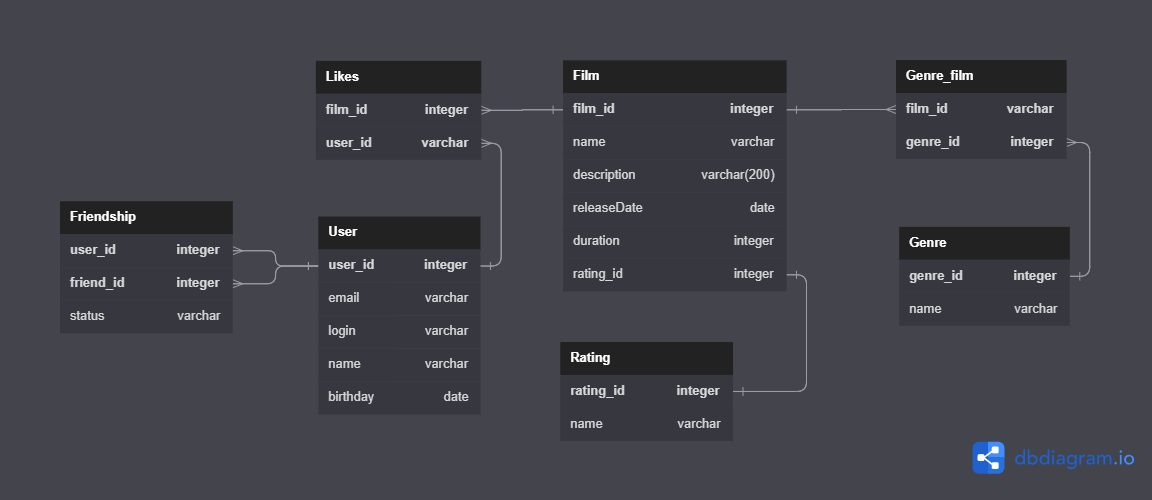 Likes
film_id integer
user_id varchar
Film
film_id integer
name varchar
description varchar(200)
releaseDate date
duration integer
rating_id integer
Genre_film
film_id varchar
genre_id integer
Friendship
user_id integer
friend_id integer
status varchar
User
user_id integer
email varchar
login varchar
name varchar
birthday date
Genre
genre_id integer
name varchar
Rating
rating_id integer
name varchar
dbdiagram.io